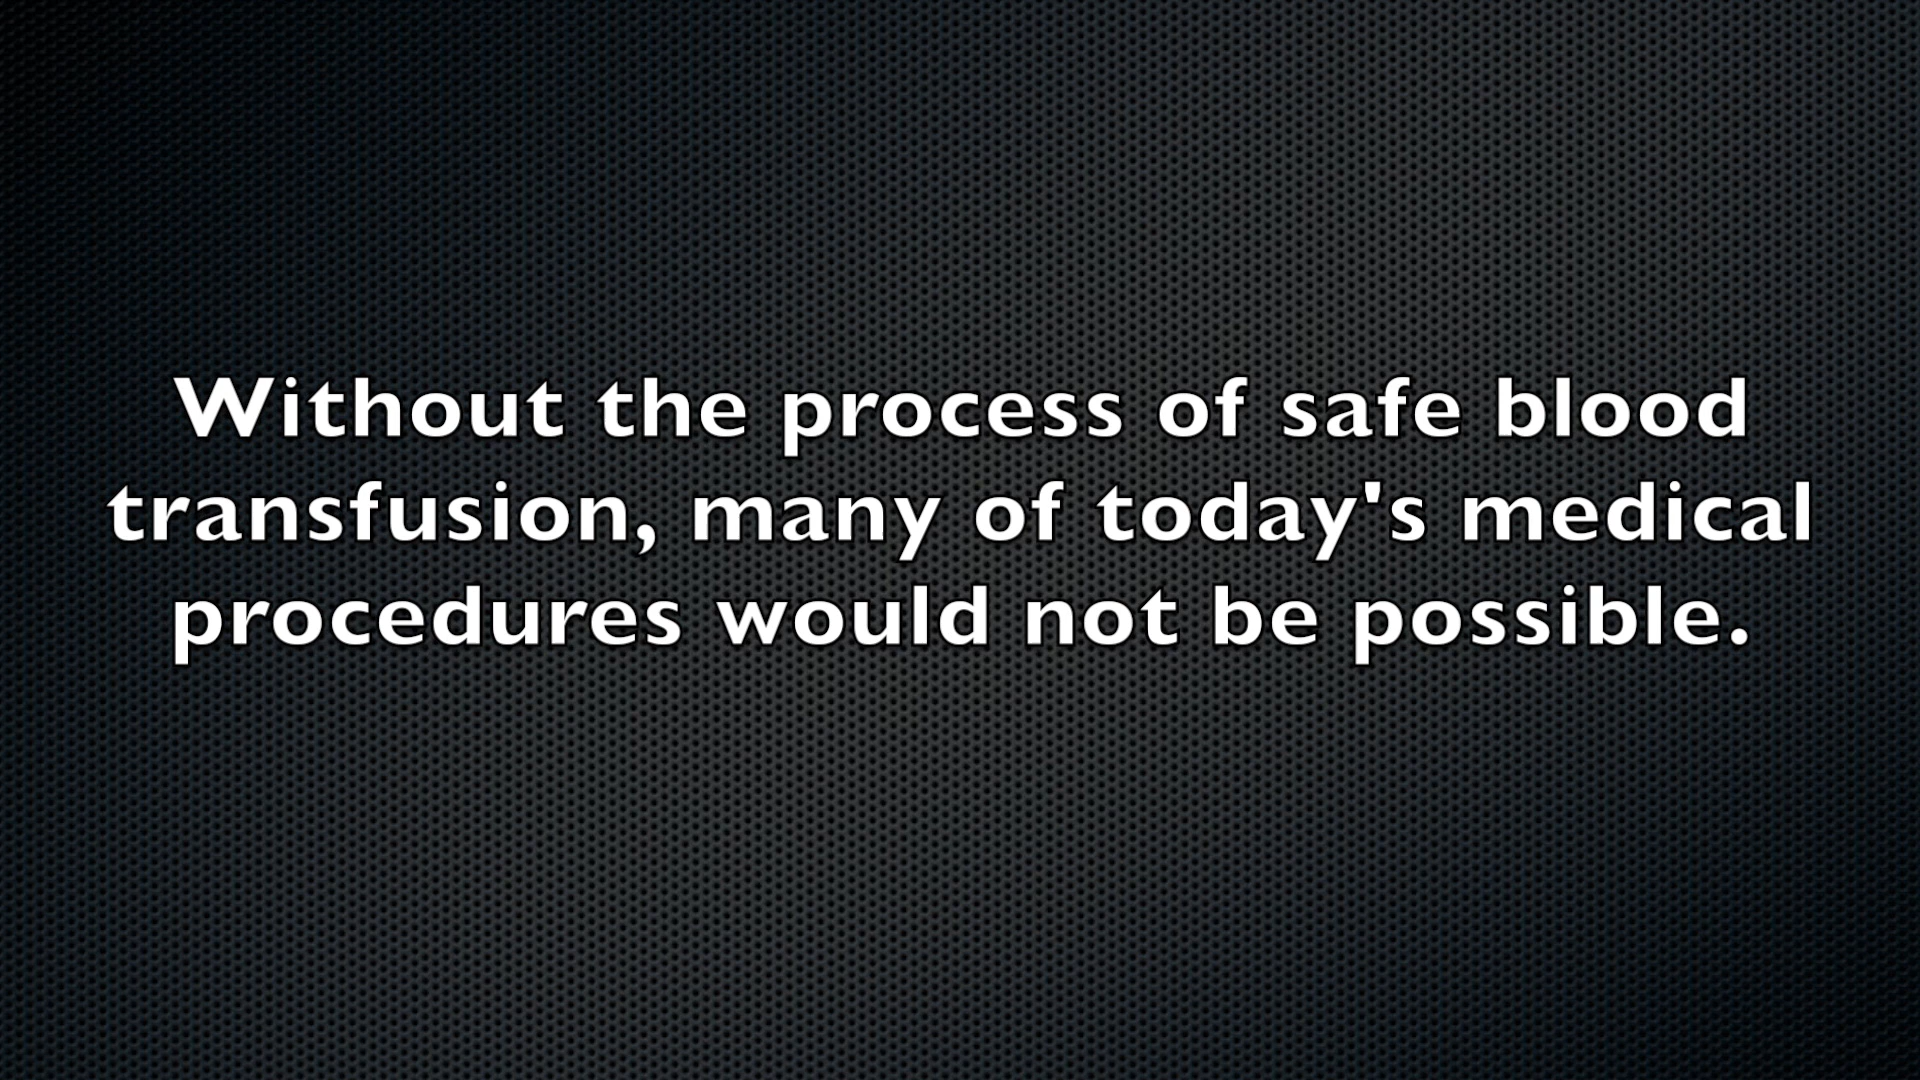 Without the process of safe blood
transfusion, many of today's medical
procedures would not be possible.